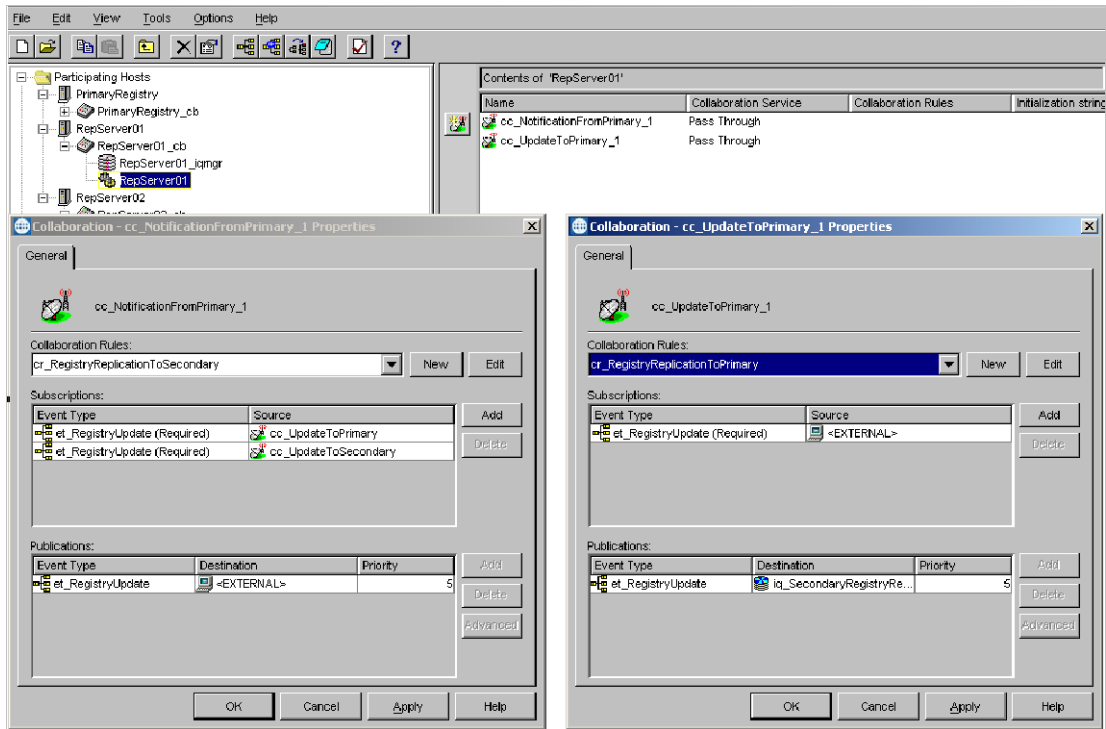 File Edit View Tools Options Help
Participating Hosts
PrimaryRegistry
PrimaryRegistry_cb
RepServer01
RepServer01_cb
RepServer01_iqmgr
RepServer01
RepServer02
Contents of 'RepServer01'
Name Collaboration Service Collaboration Rules Initialization string
cc_NotificationFromPrimary_1 Pass Through
cc_UpdateToPrimary_1 Pass Through
Collaboration - cc_NotificationFromPrimary_1 Properties
General
cc_NotificationFromPrimary_1
Collaboration Rules:
cr_RegistryReplicationToSecondary New Edit
Subscriptions:
Event Type Source Add
et_RegistryUpdate (Required) cc_UpdateToPrimary
et_RegistryUpdate (Required) cc_UpdateToSecondary
Delete
Publications:
Event Type Destination Priority Add
et_RegistryUpdate <EXTERNAL> 5
Delete
Advanced
OK Cancel Apply Help
Collaboration - cc_UpdateToPrimary_1 Properties
General
cc_UpdateToPrimary_1
Collaboration Rules:
cr_RegistryReplicationToPrimary New Edit
Subscriptions:
Event Type Source Add
et_RegistryUpdate (Required) <EXTERNAL>
Delete
Publications:
Event Type Destination Priority Add
et_RegistryUpdate iq_SecondaryRegistryRe... 5
Delete
Advanced
OK Cancel Apply Help